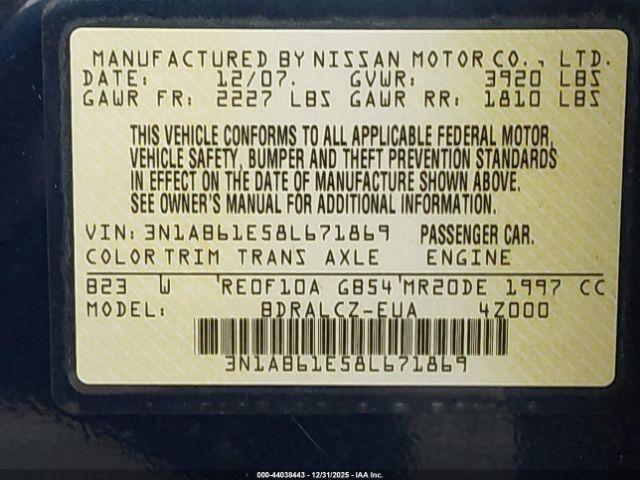 MANUFACTURED BY NISSAN MOTOR CO., LTD.
DATE: 12/07. GVWR: 3920 LBS
GAWR FR: 2227 LBS GAWR RR: 1810 LBS
THIS VEHICLE CONFORMS TO ALL APPLICABLE FEDERAL MOTOR
VEHICLE SAFETY, BUMPER AND THEFT PREVENTION STANDARDS
IN EFFECT ON THE DATE OF MANUFACTURE SHOWN ABOVE.
SEE OWNER'S MANUAL FOR ADDITIONAL INFORMATION.
VIN: 3N1AB61E58L671869 PASSENGER CAR.
COLOR TRIM TRANS AXLE ENGINE
B23 W RE0F10A GB54 MR20DE 1997 CC
MODEL: BDRALCZ-EUA 4Z000
3N1AB61E58L671869
000-44038443 - 12/31/2025 - IAA Inc.